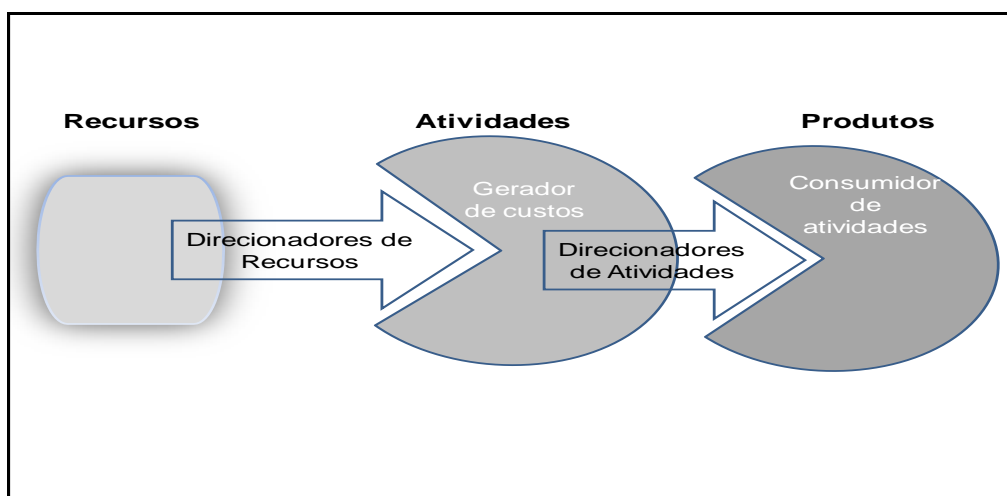 Recursos
Atividades
Produtos
Direcionadores de
Recursos
Gerador
de custos
Direcionadores
de Atividades
Consumidor
de
atividades